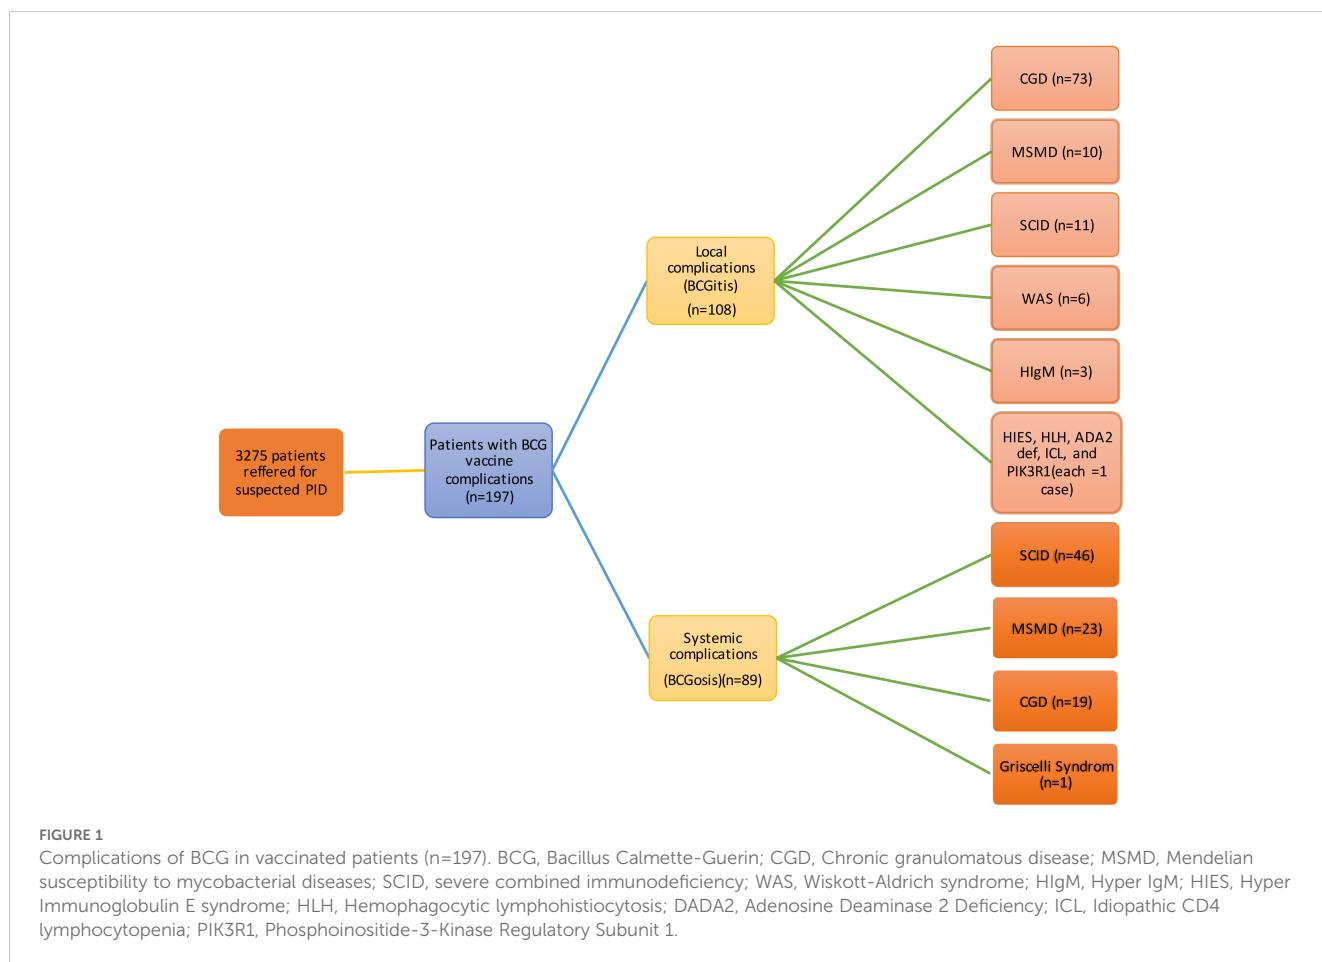 3275 patients
reffered for
suspected PID
Patients with BCG
vaccine
complications
(n=197)
Local
complications
(BCGitis)
(n=108)
Systemic
complications
(BCGosis)(n=89)
CGD (n=73)
MSMD (n=10)
SCID (n=11)
WAS (n=6)
HIgM (n=3)
HIES, HLH, ADA2
def, ICL, and
PIK3R1(each =1
case)
SCID (n=46)
MSMD (n=23)
CGD (n=19)
Griscelli Syndrom
(n=1)
FIGURE 1
Complications of BCG in vaccinated patients (n=197). BCG, Bacillus Calmette-Guerin; CGD, Chronic granulomatous disease; MSMD, Mendelian
susceptibility to mycobacterial diseases; SCID, severe combined immunodeficiency; WAS, Wiskott-Aldrich syndrome; HIgM, Hyper IgM; HIES, Hyper
Immunoglobulin E syndrome; HLH, Hemophagocytic lymphohistiocytosis; DADA2, Adenosine Deaminase 2 Deficiency; ICL, Idiopathic CD4
lymphocytopenia; PIK3R1, Phosphoinositide-3-Kinase Regulatory Subunit 1.